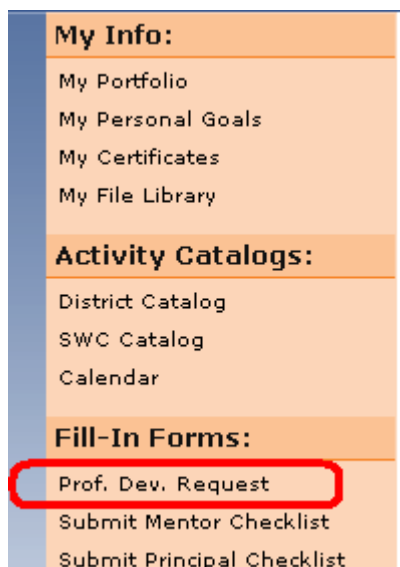 My Info:
My Portfolio
My Personal Goals
My Certificates
My File Library
Activity Catalogs:
District Catalog
SWC Catalog
Calendar
Fill-In Forms:
Prof. Dev. Request
Submit Mentor Checklist
Submit Principal Checklist